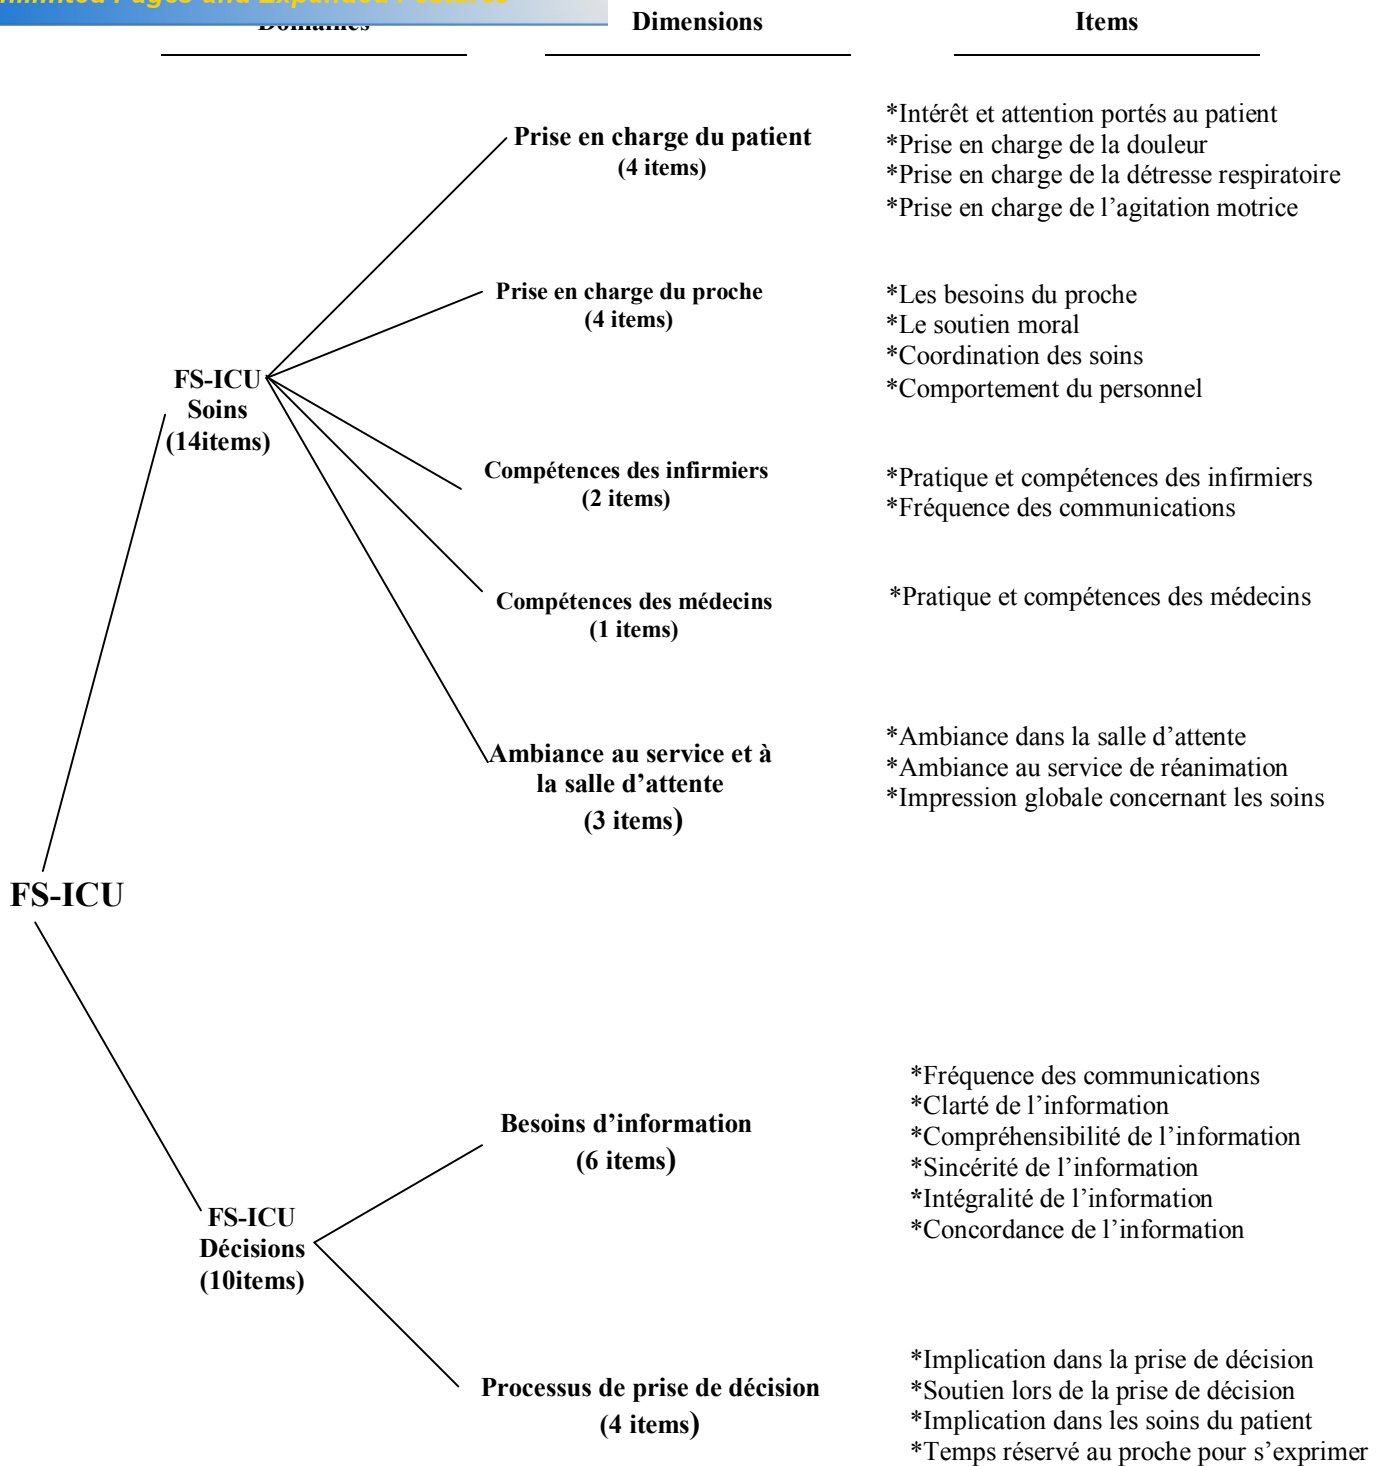 Pages and Expanded Features
Domaines
Dimensions
Items
Prise en charge du patient
(4 items)
*Intérêt et attention portés au patient
*Prise en charge de la douleur
*Prise en charge de la détresse respiratoire
*Prise en charge de l’agitation motrice
Prise en charge du proche
(4 items)
*Les besoins du proche
*Le soutien moral
*Coordination des soins
*Comportement du personnel
FS-ICU
Soins
(14items)
Compétences des infirmiers
(2 items)
*Pratique et compétences des infirmiers
*Fréquence des communications
Compétences des médecins
(1 items)
*Pratique et compétences des médecins
Ambiance au service et à
la salle d’attente
(3 items)
*Ambiance dans la salle d’attente
*Ambiance au service de réanimation
*Impression globale concernant les soins
FS-ICU
Besoins d’information
(6 items)
*Fréquence des communications
*Clarté de l’information
*Compréhensibilité de l’information
*Sincérité de l’information
*Intégralité de l’information
*Concordance de l’information
FS-ICU
Décisions
(10items)
Processus de prise de décision
(4 items)
*Implication dans la prise de décision
*Soutien lors de la prise de décision
*Implication dans les soins du patient
*Temps réservé au proche pour s’exprimer